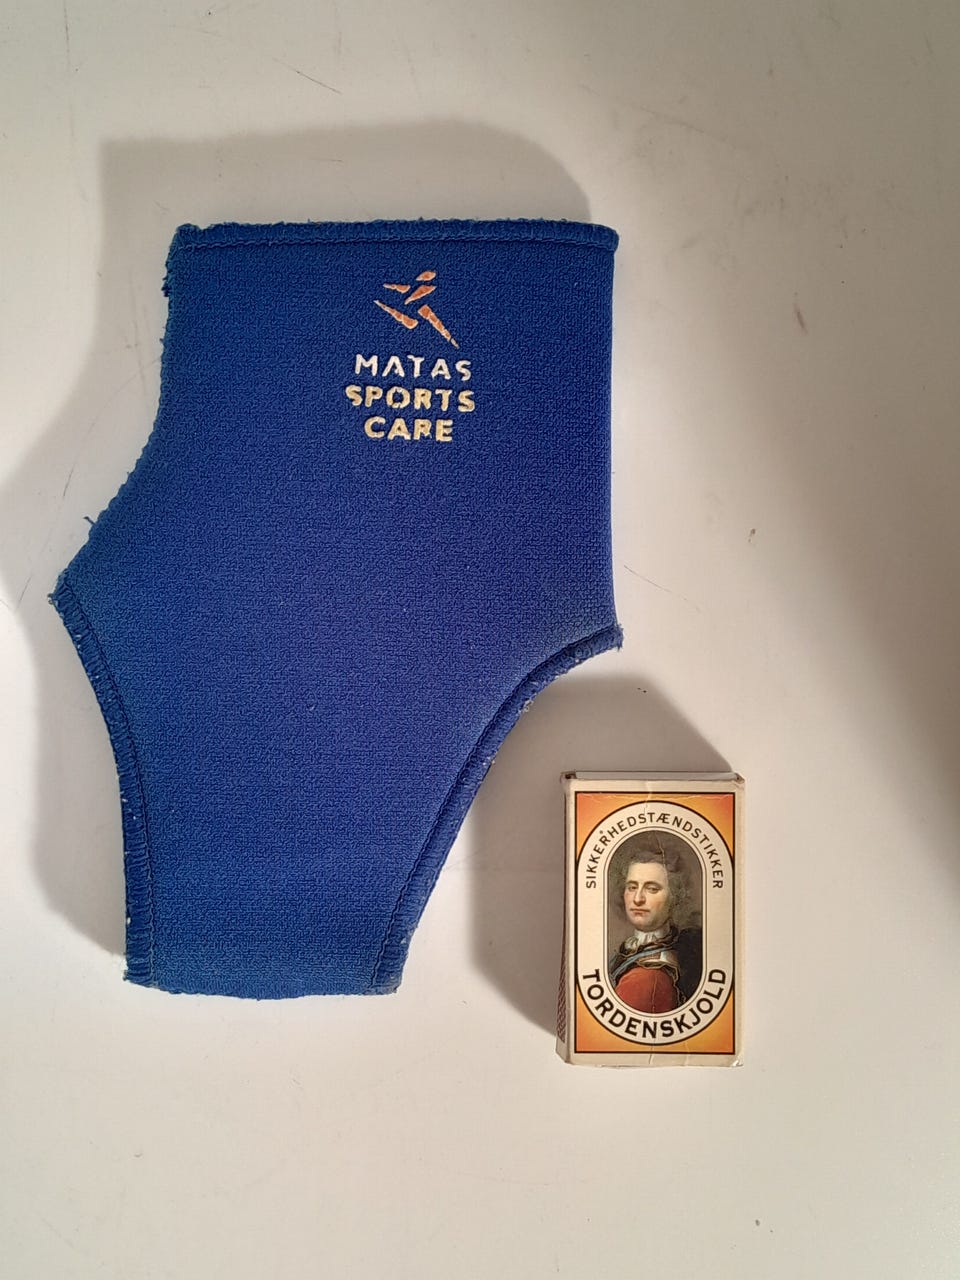 MATAS
SPORTS
CARE
SIKKERHEDSTÆNDSTIKKER
TORDENSKJOLD